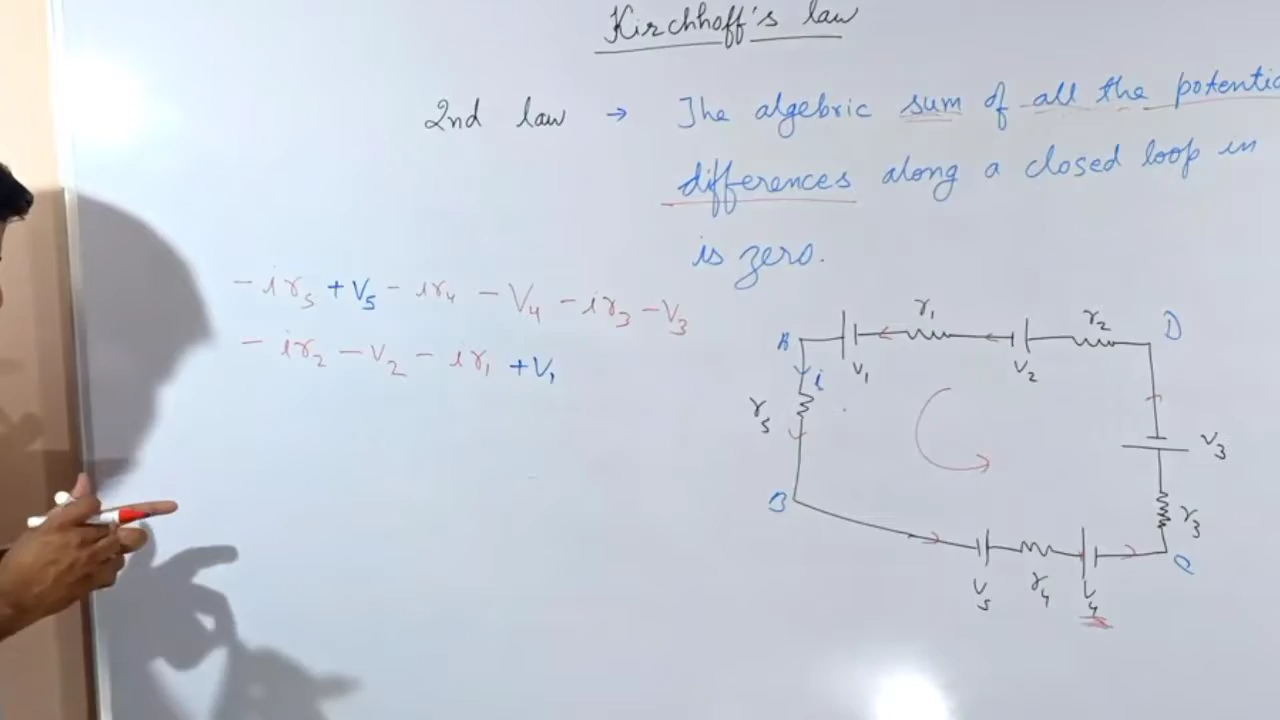 Kirchhoff's law
2nd law → The algebric sum of all the potentia
differences along a closed loop in
is zero.
- ir₅ + V₅ - ir₄ - V₄ - ir₃ - V₃
- ir₂ - V₂ - ir₁ + V₁
r₁
r₂
D
A
V₁
V₂
i
r₅
V₃
B
r₃
C
V₅
r₄
V₄